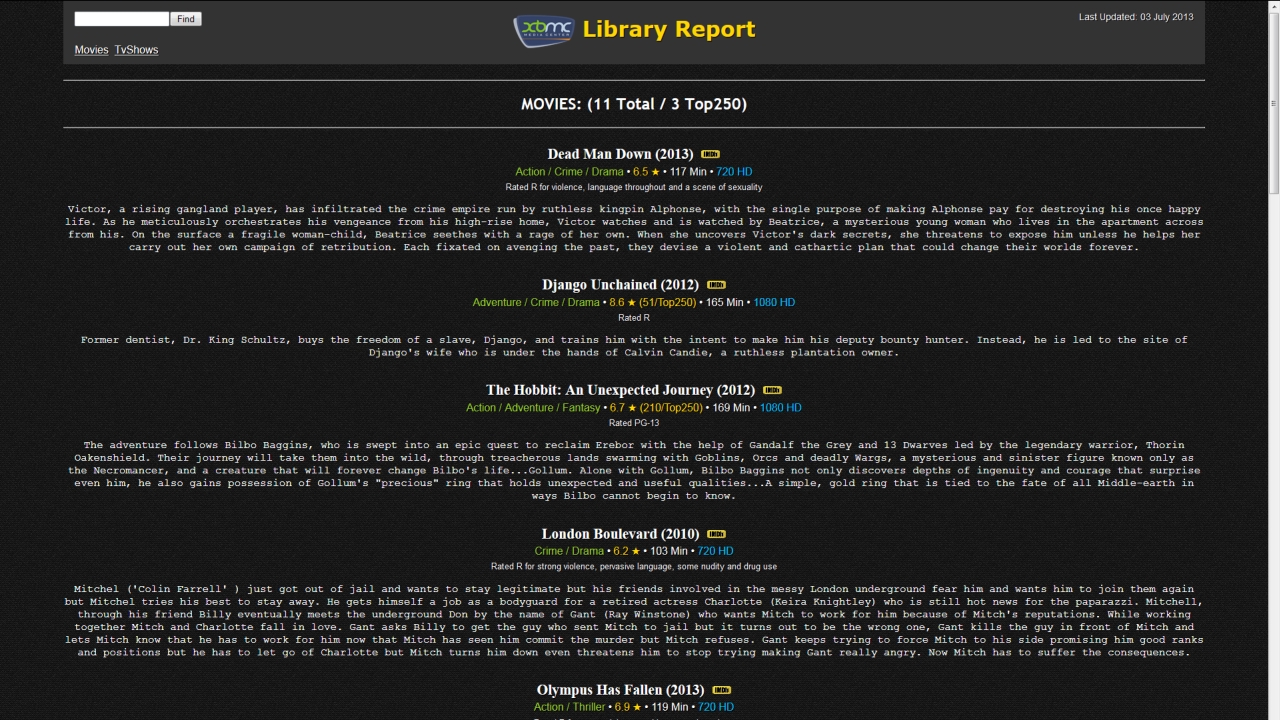 Find
Last Updated: 03 July 2013
xbmc
MEDIA CENTER
Library Report
Movies TvShows
MOVIES: (11 Total / 3 Top250)
Dead Man Down (2013) IMDb
Action / Crime / Drama • 6.5 ★ • 117 Min • 720 HD
Rated R for violence, language throughout and a scene of sexuality
Victor, a rising gangland player, has infiltrated the crime empire run by ruthless kingpin Alphonse, with the single purpose of making Alphonse pay for destroying his once happy
life. As he meticulously orchestrates his vengeance from his high-rise home, Victor watches and is watched by Beatrice, a mysterious young woman who lives in the apartment across
from his. On the surface a fragile woman-child, Beatrice seethes with a rage of her own. When she uncovers Victor's dark secrets, she threatens to expose him unless he helps her
carry out her own campaign of retribution. Each fixated on avenging the past, they devise a violent and cathartic plan that could change their worlds forever.
Django Unchained (2012) IMDb
Adventure / Crime / Drama • 8.6 ★ (51/Top250) • 165 Min • 1080 HD
Rated R
Former dentist, Dr. King Schultz, buys the freedom of a slave, Django, and trains him with the intent to make him his deputy bounty hunter. Instead, he is led to the site of
Django's wife who is under the hands of Calvin Candie, a ruthless plantation owner.
The Hobbit: An Unexpected Journey (2012) IMDb
Action / Adventure / Fantasy • 6.7 ★ (210/Top250) • 169 Min • 1080 HD
Rated PG-13
The adventure follows Bilbo Baggins, who is swept into an epic quest to reclaim Erebor with the help of Gandalf the Grey and 13 Dwarves led by the legendary warrior, Thorin
Oakenshield. Their journey will take them into the wild, through treacherous lands swarming with Goblins, Orcs and deadly Wargs, a mysterious and sinister figure known only as
the Necromancer, and a creature that will forever change Bilbo's life...Gollum. Alone with Gollum, Bilbo Baggins not only discovers depths of ingenuity and courage that surprise
even him, he also gains possession of Gollum's "precious" ring that holds unexpected and useful qualities...A simple, gold ring that is tied to the fate of all Middle-earth in
ways Bilbo cannot begin to know.
London Boulevard (2010) IMDb
Crime / Drama • 6.2 ★ • 103 Min • 720 HD
Rated R for strong violence, pervasive language, some nudity and drug use
Mitchel ('Colin Farrell' ) just got out of jail and wants to stay legitimate but his friends involved in the messy London underground fear him and wants him to join them again
but Mitchel tries his best to stay away. He gets himself a job as a bodyguard for a retired actress Charlotte (Keira Knightley) who is still hot news for the paparazzi. Mitchell,
through his friend Billy eventually meets the underground Don by the name of Gant (Ray Winstone) who wants Mitch to work for him because of Mitch's reputations. While working
together Mitch and Charlotte fall in love. Gant asks Billy to get the guy who sent Mitch to jail but it turns out to be the wrong one, Gant kills the guy in front of Mitch and
lets Mitch know that he has to work for him now that Mitch has seen him commit the murder but Mitch refuses. Gant keeps trying to force Mitch to his side promising him good ranks
and positions but he has to let go of Charlotte but Mitch turns him down even threatens him to stop trying making Gant really angry. Now Mitch has to suffer the consequences.
Olympus Has Fallen (2013) IMDb
Action / Thriller • 6.9 ★ • 119 Min • 720 HD